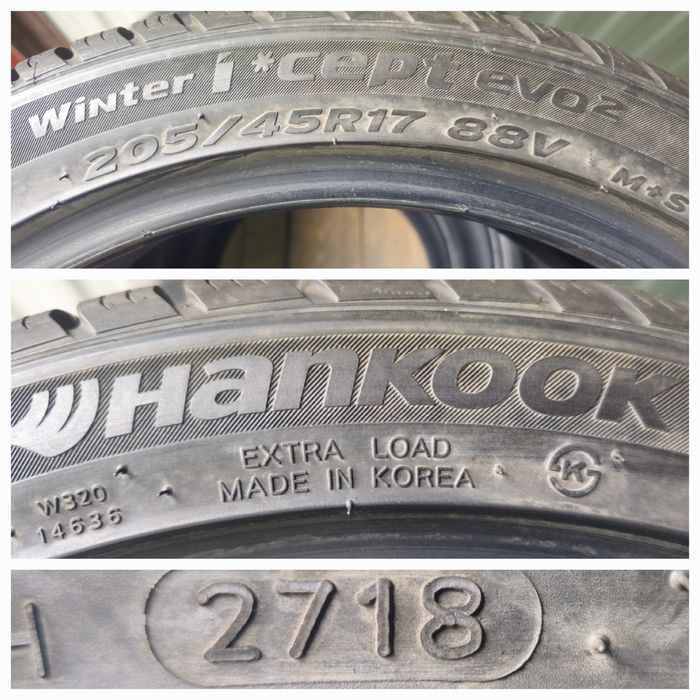 Winter i*cept evo2
205/45R17 88V M+S
Hankook
EXTRA LOAD
MADE IN KOREA
K
W320
14636
H 2718